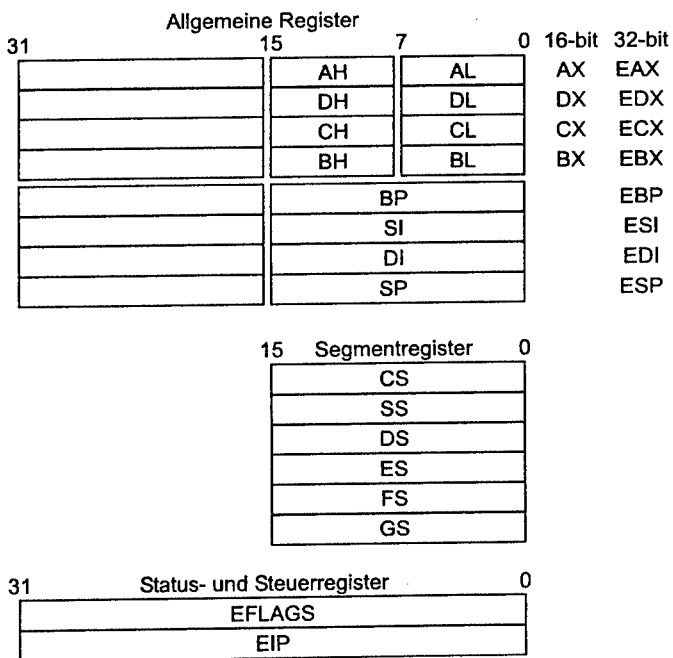 Allgemeine Register
31 15 7 0 16-bit 32-bit
AH AL AX EAX
DH DL DX EDX
CH CL CX ECX
BH BL BX EBX
BP EBP
SI ESI
DI EDI
SP ESP
15 Segmentregister 0
CS
SS
DS
ES
FS
GS
31 Status- und Steuerregister 0
EFLAGS
EIP